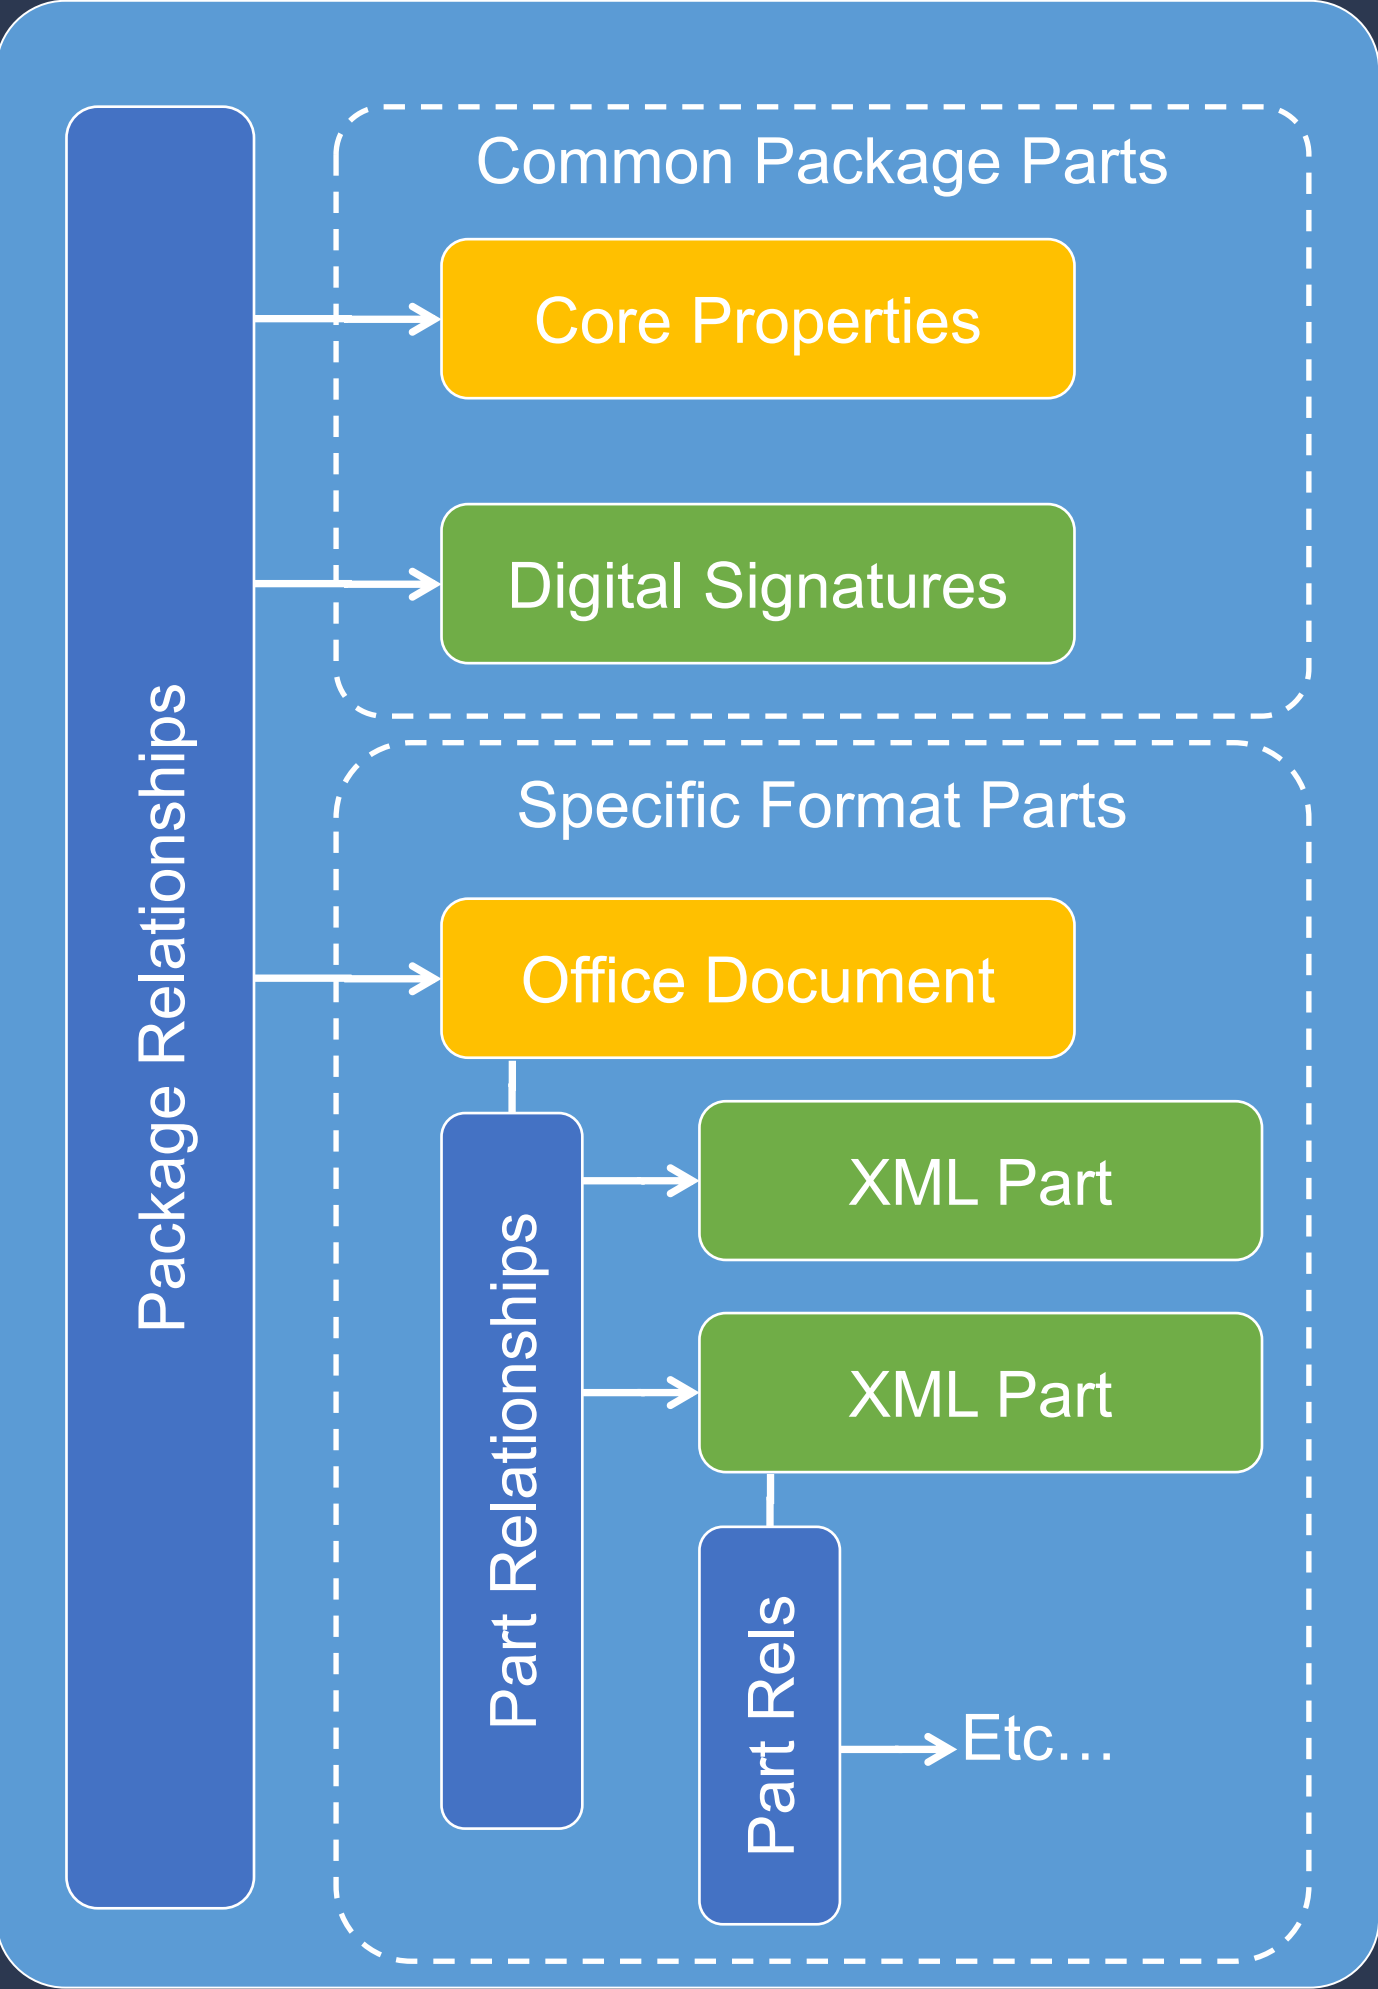 Package Relationships
Common Package Parts
Core Properties
Digital Signatures
Specific Format Parts
Office Document
Part Relationships
XML Part
XML Part
Part Rels
Etc...